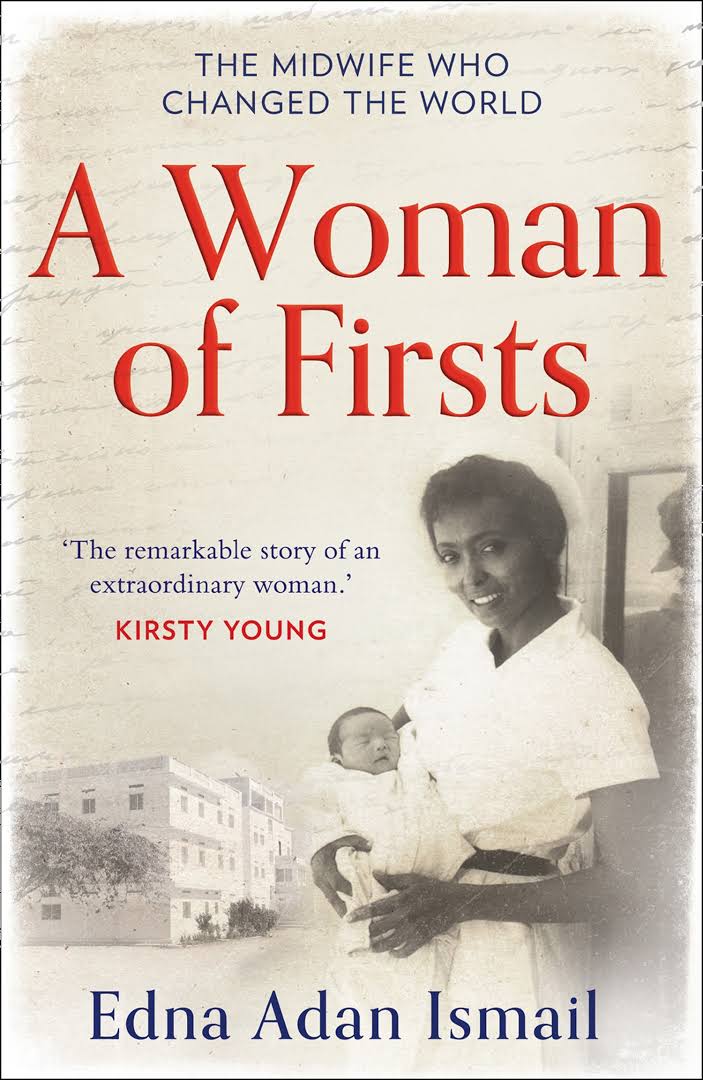 THE MIDWIFE WHO
CHANGED THE WORLD
A Woman
of Firsts
‘The remarkable story of an
extraordinary woman.’
KIRSTY YOUNG
Edna Adan Ismail